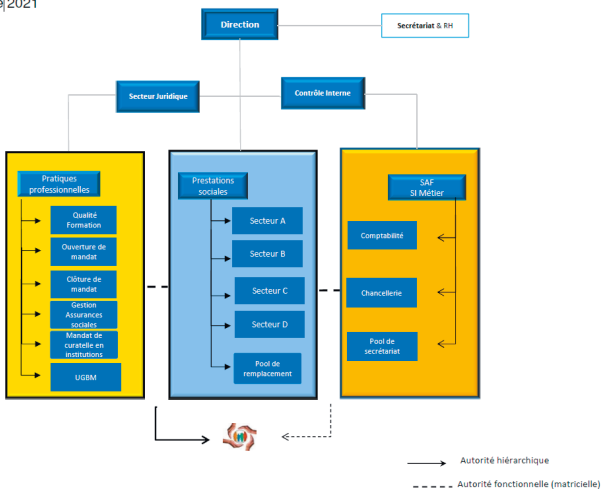 2021
Direction
Secrétariat & RH
Secteur Juridique
Contrôle Interne
Pratiques
professionnelles
Qualité
Formation
Ouverture de
mandat
Clôture de
mandat
Gestion
Assurances
sociales
Mandat de
curatelle en
institutions
UGBM
Prestations
sociales
Secteur A
Secteur B
Secteur C
Secteur D
Pool de
remplacement
SAF
SI Métier
Comptabilité
Chancellerie
Pool de
secrétariat
Autorité hiérarchique
Autorité fonctionnelle (matricielle)